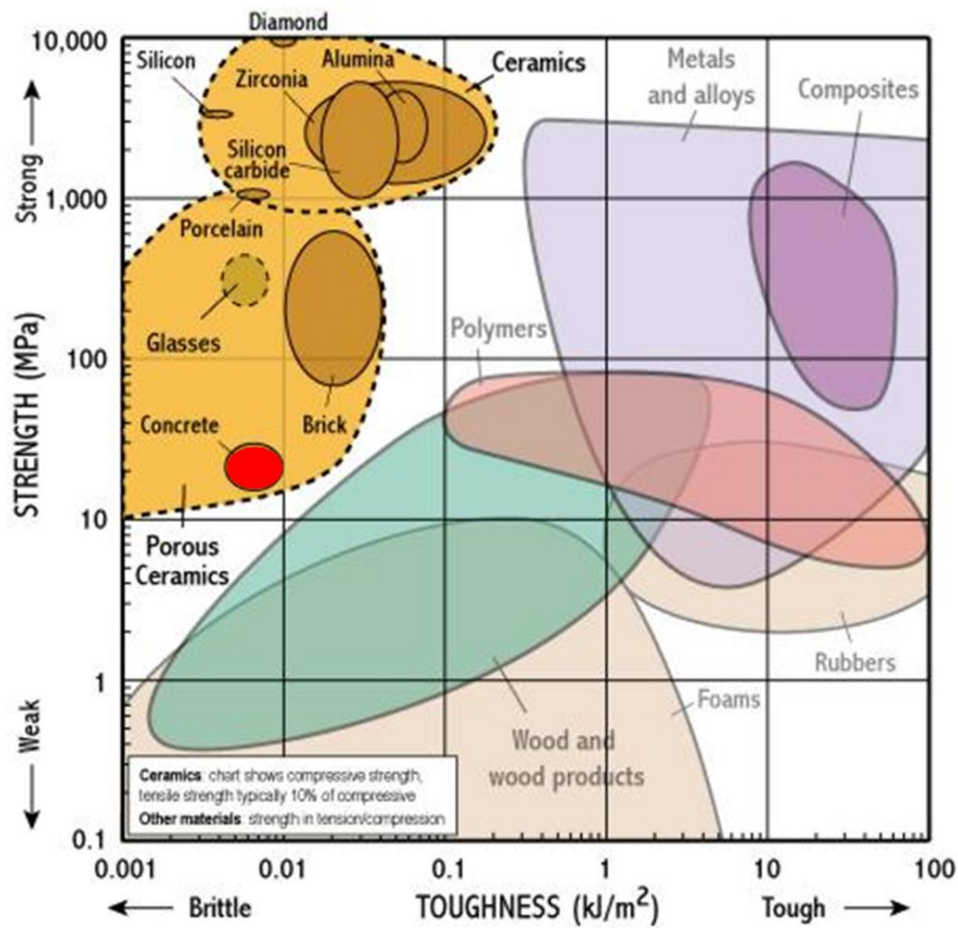 Diamond
10,000
Silicon
Alumina
Zirconia
Ceramics
Metals
and alloys
Composites
Silicon
carbide
Strong
1,000
Porcelain
Glasses
Polymers
STRENGTH (MPa)
100
Concrete
Brick
10
Porous
Ceramics
Rubbers
1
Foams
Weak
Wood and
wood products
Ceramics: chart shows compressive strength,
tensile strength typically 10% of compressive
Other materials: strength in tension/compression
0.1
0.001 0.01 0.1 1 10 100
Brittle TOUGHNESS (kJ/m²) Tough